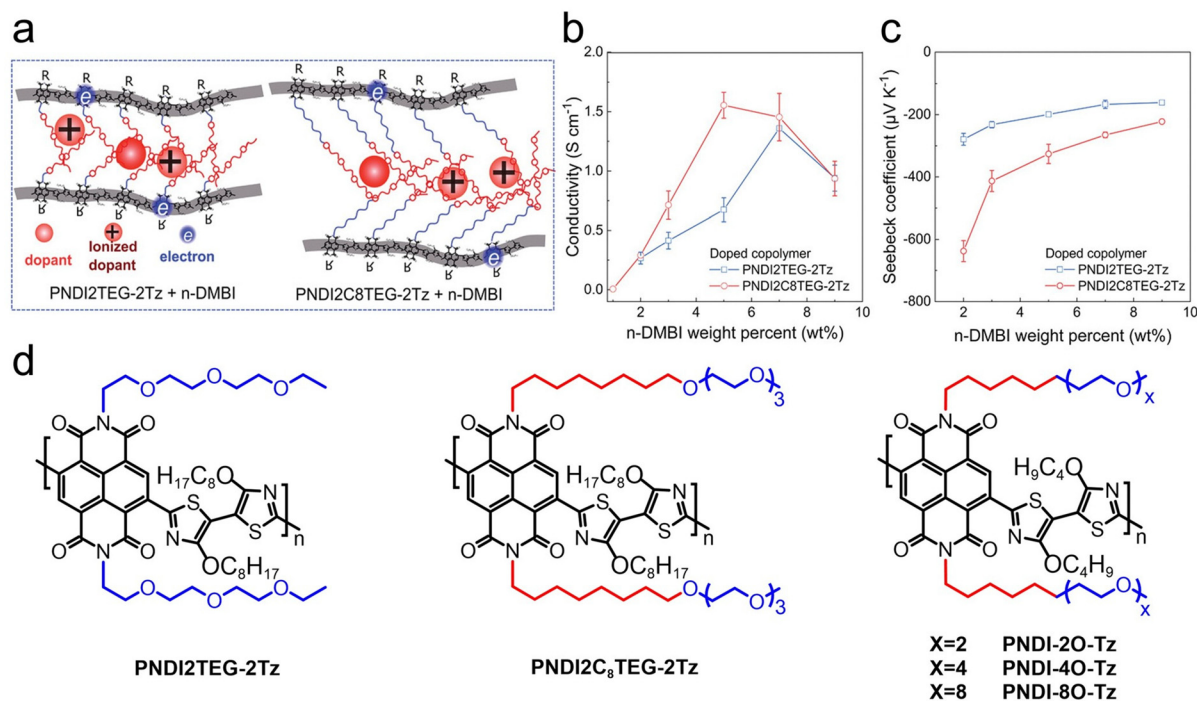 a
R R R R R
e
+
+
R R R e R
dopant
Ionized
dopant
electron
PNDI2TEG-2Tz + n-DMBI
R R e R R R
+
+
R R R R e R
PNDI2C8TEG-2Tz + n-DMBI
b
2.0
1.5
1.0
0.5
0.0
Conductivity (S cm⁻¹)
Doped copolymer
PNDI2TEG-2Tz
PNDI2C8TEG-2Tz
2 4 6 8 10
n-DMBI weight percent (wt%)
c
0
-200
-400
-600
-800
Seebeck coefficient (µV K⁻¹)
Doped copolymer
PNDI2TEG-2Tz
PNDI2C8TEG-2Tz
0 2 4 6 8 10
n-DMBI weight percent (wt%)
d
O O O
N
O O
H₁₇C₈O
S N
N S
n
O O
N
OC₈H₁₇
O O O
PNDI2TEG-2Tz
O O 3
N
O O
H₁₇C₈O
S N
N S
n
O O
N
OC₈H₁₇
O O 3
PNDI2C₈TEG-2Tz
O x
N
O O
H₉C₄O
S N
N S
n
O O
N
OC₄H₉
O x
X=2 PNDI-2O-Tz
X=4 PNDI-4O-Tz
X=8 PNDI-8O-Tz